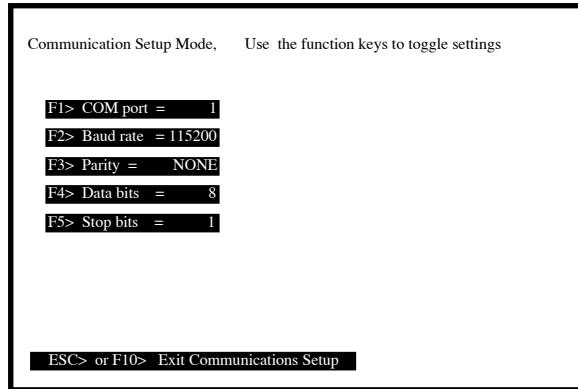 Communication Setup Mode, Use the function keys to toggle settings
F1> COM port = 1
F2> Baud rate = 115200
F3> Parity = NONE
F4> Data bits = 8
F5> Stop bits = 1
ESC> or F10> Exit Communications Setup